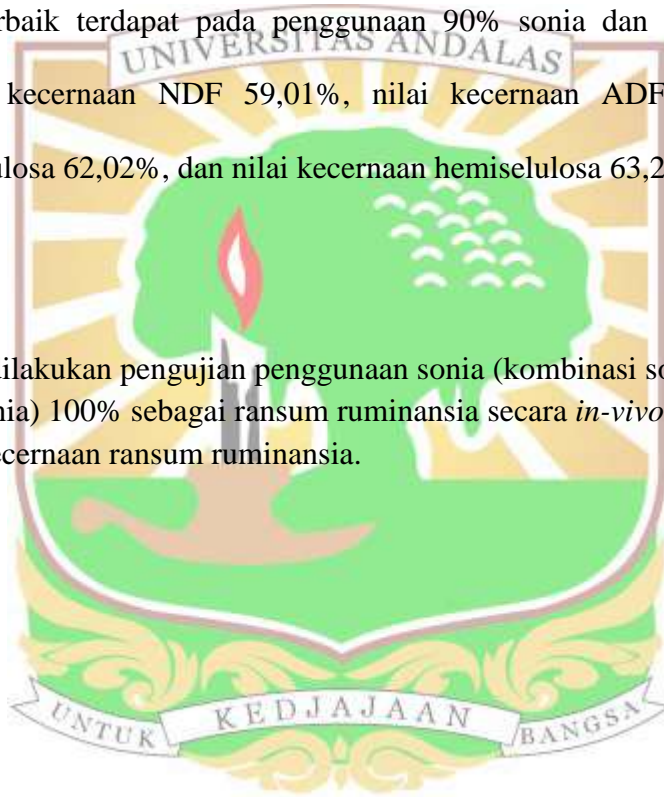 rbaik terdapat pada penggunaan 90% sonia dan
UNIVERSITAS ANDALAS
kecernaan NDF 59,01%, nilai kecernaan ADF
ulosa 62,02%, dan nilai kecernaan hemiselulosa 63,2
dilakukan pengujian penggunaan sonia (kombinasi so
nia) 100% sebagai ransum ruminansia secara in-vivo
ecernaan ransum ruminansia.
UNTUK KEDJAJAAN BANGSA